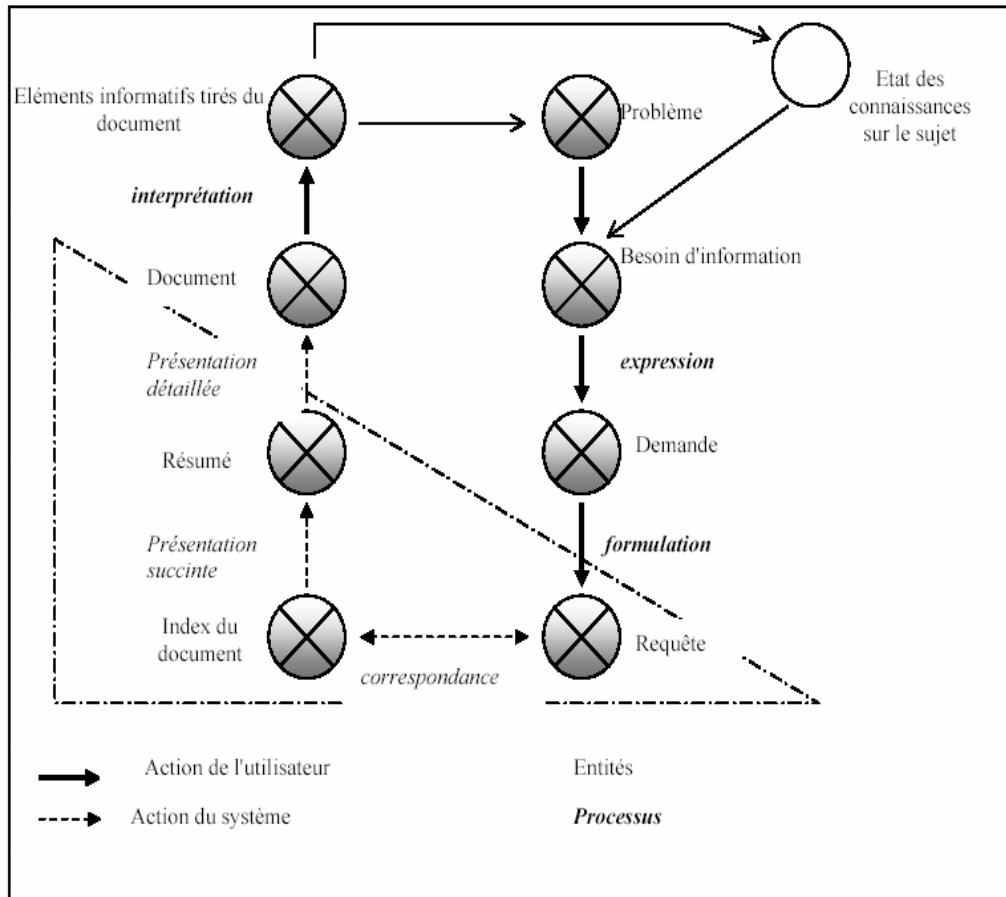 Eléments informatifs tirés du
document
Problème
Etat des
connaissances
sur le sujet
interprétation
Document
Besoin d'information
Présentation
détaillée
expression
Résumé
Demande
Présentation
succinte
formulation
Index du
document
Requête
correspondance
Action de l'utilisateur
Entités
Action du système
Processus